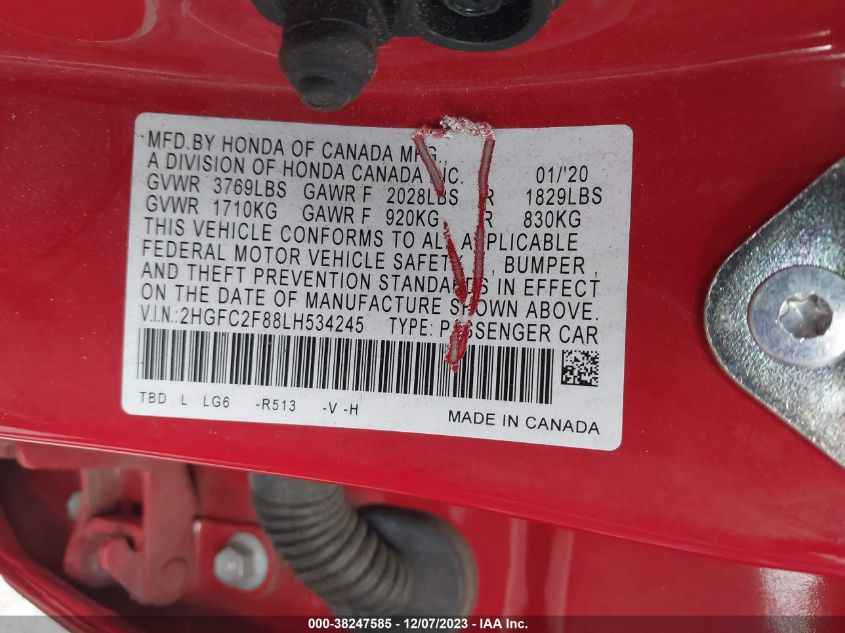 MFD.BY HONDA OF CANADA MFG.,
A DIVISION OF HONDA CANADA INC. 01/'20
GVWR 3769LBS GAWR F 2028LBS R 1829LBS
GVWR 1710KG GAWR F 920KG R 830KG
THIS VEHICLE CONFORMS TO ALL APPLICABLE
FEDERAL MOTOR VEHICLE SAFETY , BUMPER ,
AND THEFT PREVENTION STANDARDS IN EFFECT
ON THE DATE OF MANUFACTURE SHOWN ABOVE.
V.I.N.:2HGFC2F88LH534245 TYPE: PASSENGER CAR
TBD L LG6 -R513 -V -H
MADE IN CANADA
000-38247585 - 12/07/2023 - IAA Inc.